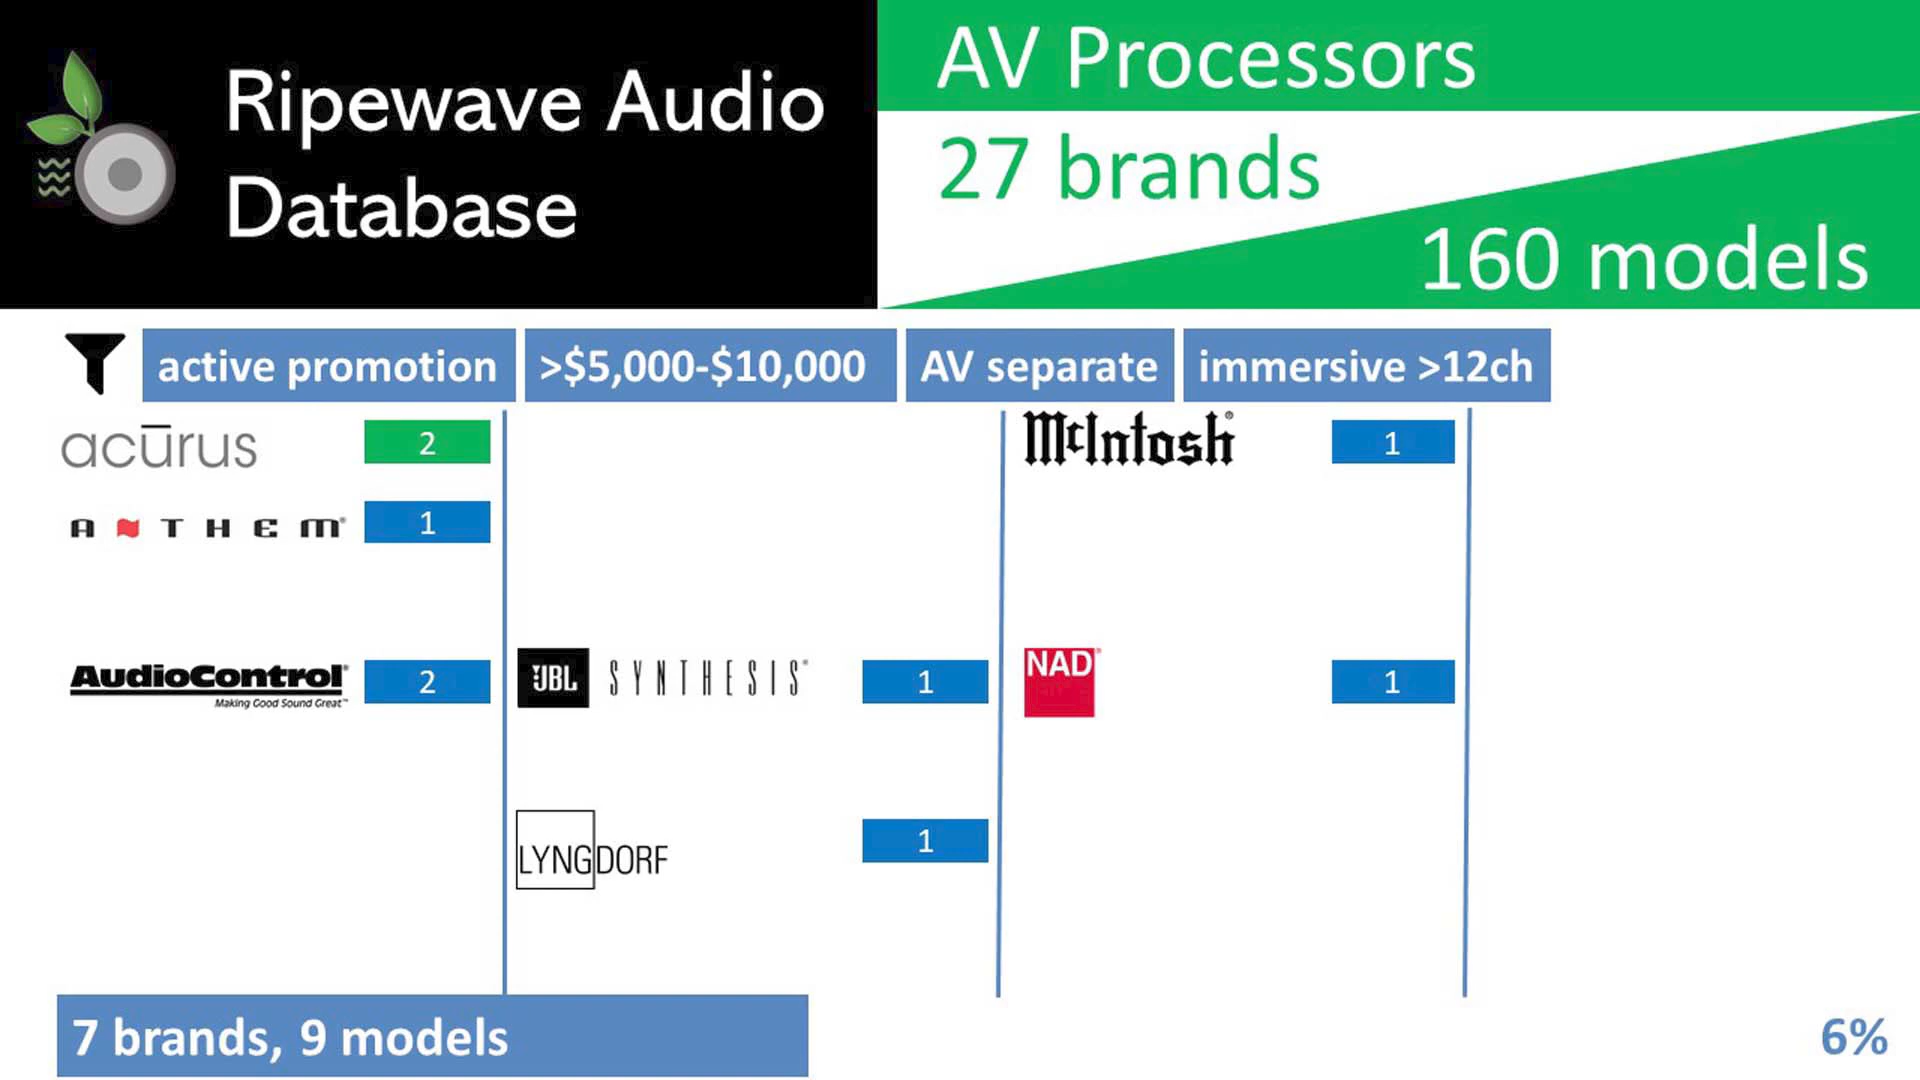 Ripewave Audio
Database
AV Processors
27 brands
160 models
active promotion
>$5,000-$10,000
AV separate
immersive >12ch
acūrus
2
ANTHEM®
1
AudioControl®
Making Good Sound Great™
2
JBL SYNTHESIS®
1
LYNGDORF
1
McIntosh®
1
NAD®
1
7 brands, 9 models
6%